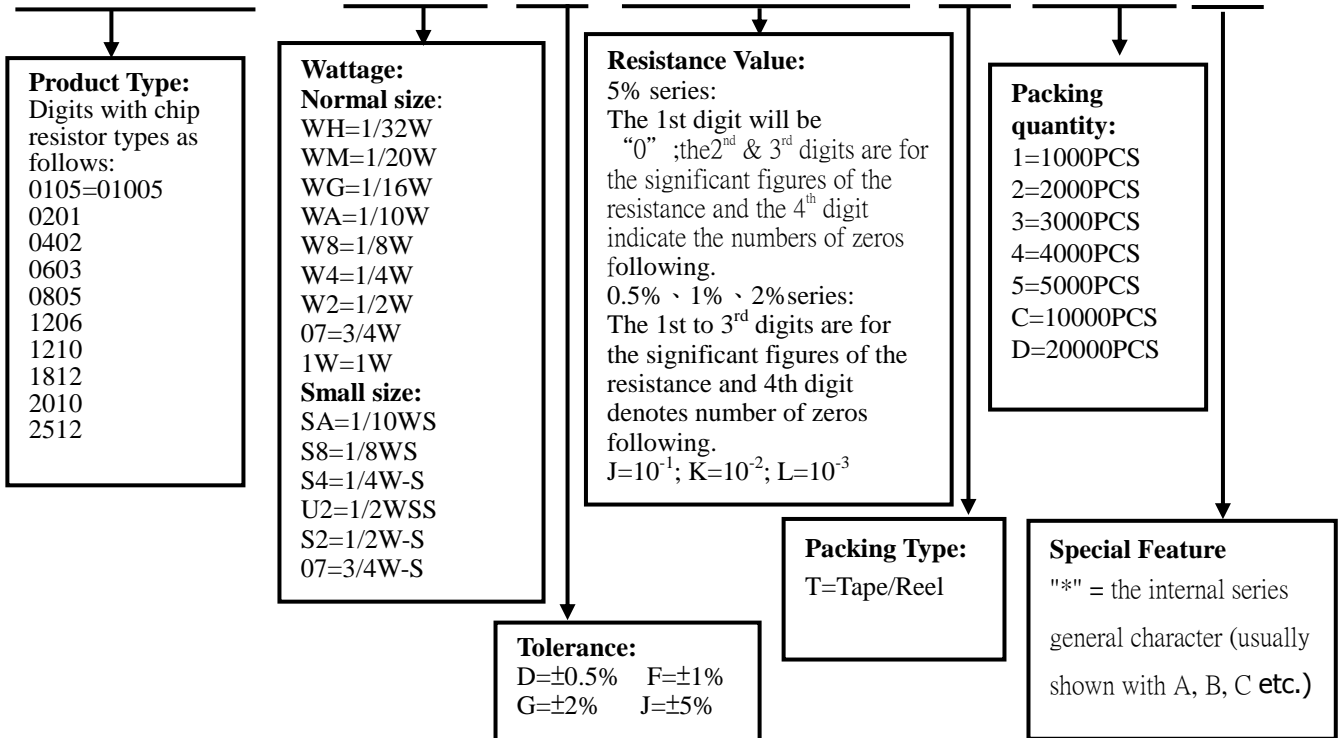 Product Type:
Digits with chip
resistor types as
follows:
0105=01005
0201
0402
0603
0805
1206
1210
1812
2010
2512
Wattage:
Normal size:
WH=1/32W
WM=1/20W
WG=1/16W
WA=1/10W
W8=1/8W
W4=1/4W
W2=1/2W
07=3/4W
1W=1W
Small size:
SA=1/10WS
S8=1/8WS
S4=1/4W-S
U2=1/2WSS
S2=1/2W-S
07=3/4W-S
Tolerance:
D=±0.5% F=±1%
G=±2% J=±5%
Resistance Value:
5% series:
The 1st digit will be
“0” ;the2nd & 3rd digits are for
the significant figures of the
resistance and the 4th digit
indicate the numbers of zeros
following.
0.5%、1%、2%series:
The 1st to 3rd digits are for
the significant figures of the
resistance and 4th digit
denotes number of zeros
following.
J=10-1; K=10-2; L=10-3
Packing Type:
T=Tape/Reel
Packing
quantity:
1=1000PCS
2=2000PCS
3=3000PCS
4=4000PCS
5=5000PCS
C=10000PCS
D=20000PCS
Special Feature
"*" = the internal series
general character (usually
shown with A, B, C etc.)